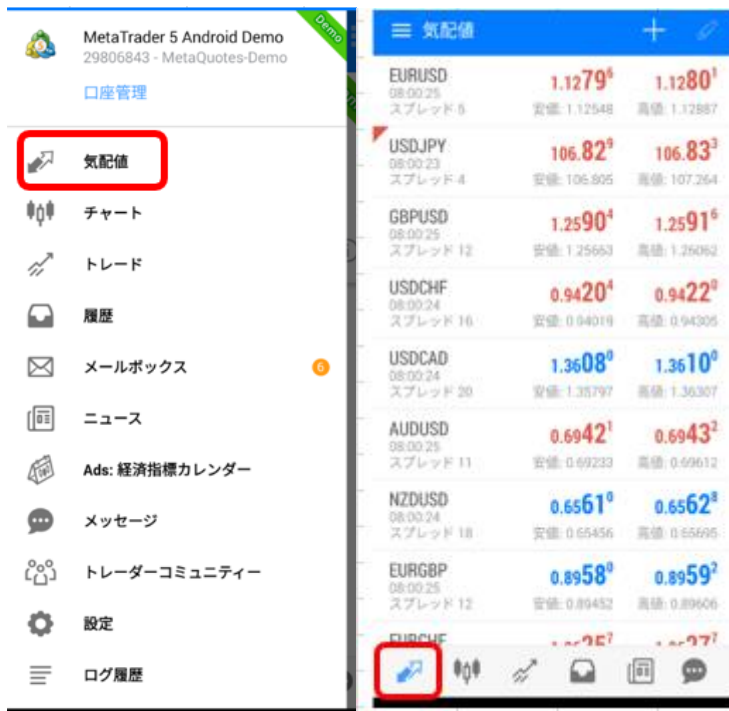 MetaTrader 5 Android Demo
29806843 - MetaQuotes-Demo
口座管理
Demo
気配値
チャート
トレード
履歴
メールボックス
6
ニュース
Ads: 経済指標カレンダー
メッセージ
トレーダーコミュニティー
設定
ログ履歴
気配値
EURUSD 1.12796 1.12801
08:00:25
スプレッド 5 安値: 1.12548 高値: 1.12887
USDJPY 106.829 106.833
08:00:23
スプレッド 4 安値: 106.805 高値: 107.264
GBPUSD 1.25904 1.25916
08:00:25
スプレッド 12 安値: 1.25663 高値: 1.26062
USDCHF 0.94204 0.94220
08:00:24
スプレッド 16 安値: 0.94019 高値: 0.94305
USDCAD 1.36080 1.36100
08:00:24
スプレッド 20 安値: 1.35797 高値: 1.36307
AUDUSD 0.69421 0.69432
08:00:25
スプレッド 11 安値: 0.69233 高値: 0.69612
NZDUSD 0.65610 0.65628
08:00:24
スプレッド 18 安値: 0.65456 高値: 0.65695
EURGBP 0.89580 0.89592
08:00:25
スプレッド 12 安値: 0.89452 高値: 0.89606
EURCHF